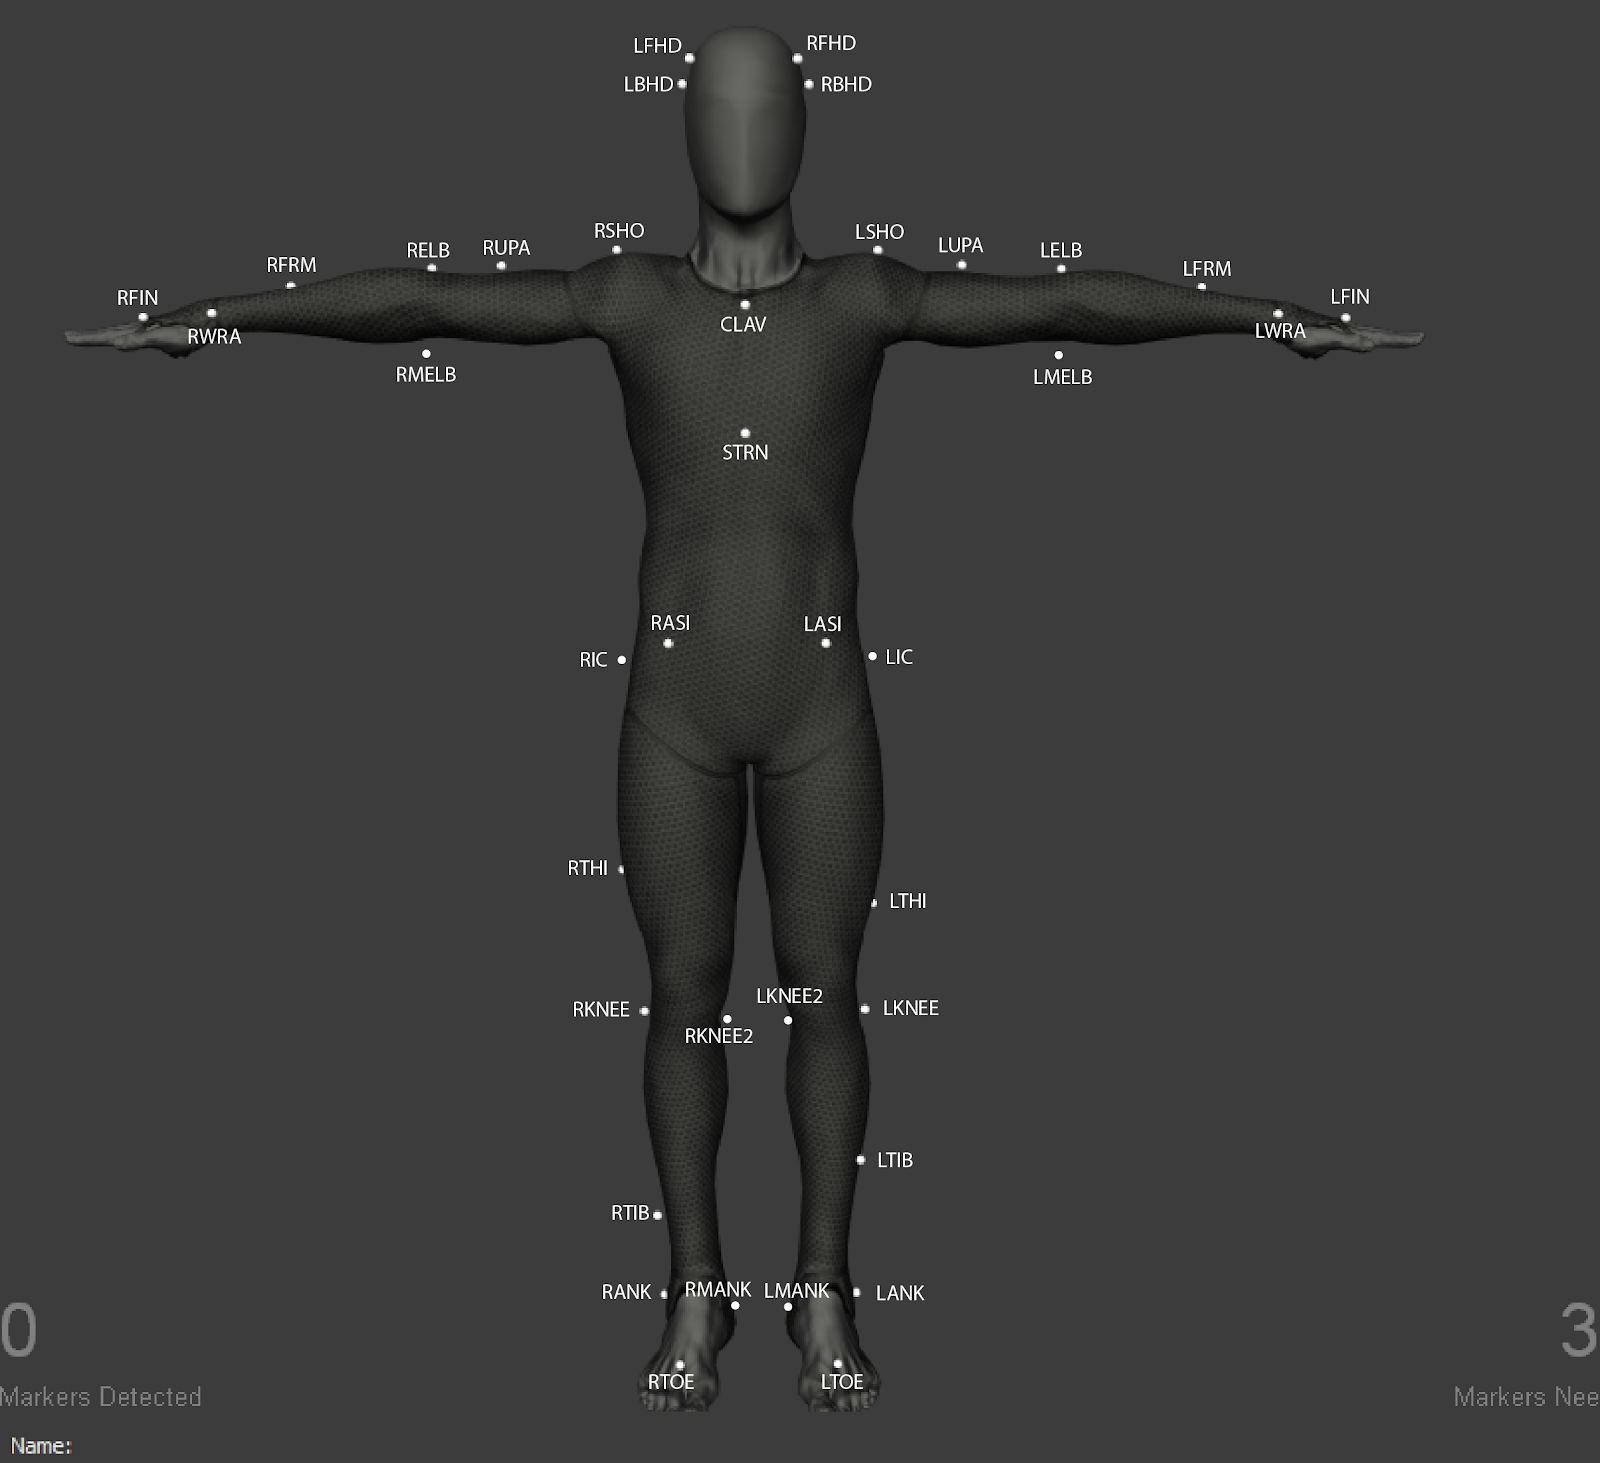 LFHD RFHD
LBHD RBHD
RSHO LSHO
RELB RUPA LUPA LELB
RFRM LFRM
RFIN LFIN
RWRA CLAV LWRA
RMELB LMELB
STRN
RASI LASI
RIC LIC
RTHI
LTHI
LKNEE2
RKNEE LKNEE
RKNEE2
LTIB
RTIB
RANK RMANK LMANK LANK
0 3
RTOE LTOE
Markers Detected Markers Nee
Name: